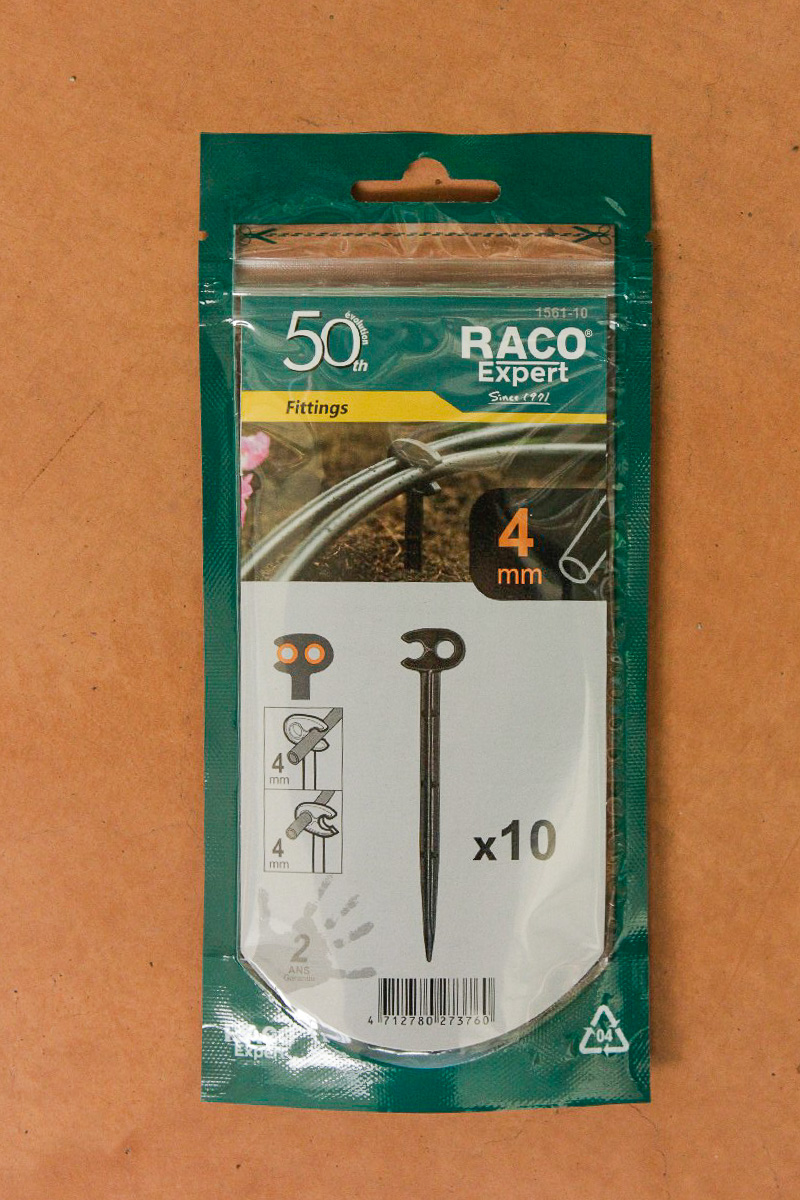 50th
évolution
1561-10
RACO®
Expert
Since 1971
Fittings
4
mm
4
mm
4
mm
x10
2
ANS
4 712780 273760
RACO
Expert
04